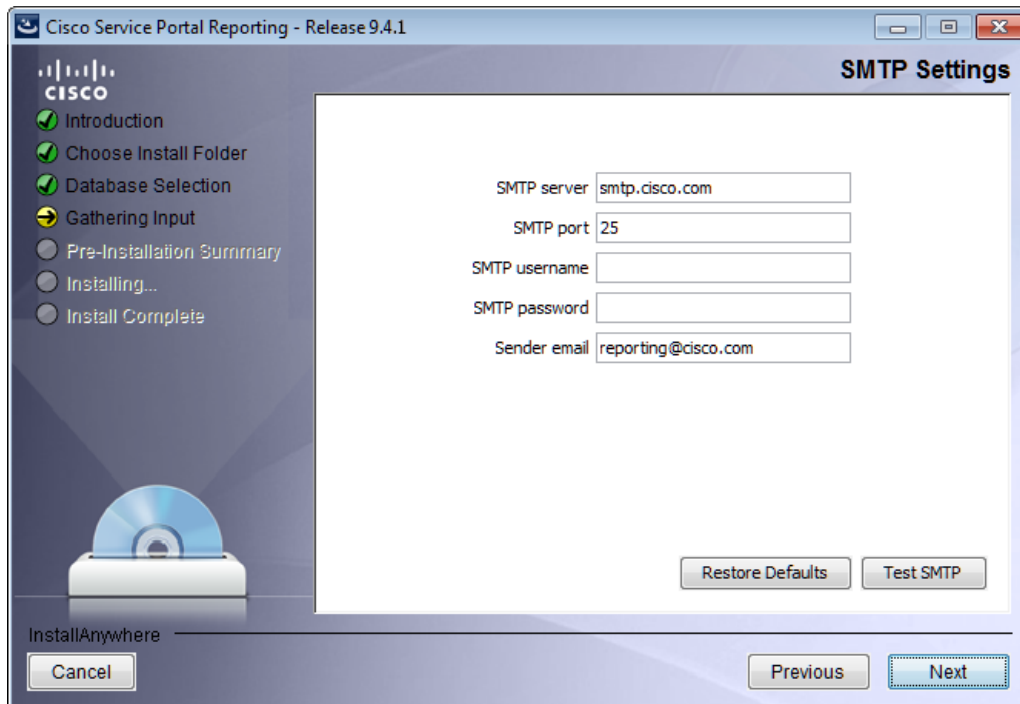 Cisco Service Portal Reporting - Release 9.4.1
CISCO
SMTP Settings
Introduction
Choose Install Folder
Database Selection
Gathering Input
Pre-Installation Summary
Installing...
Install Complete
SMTP server smtp.cisco.com
SMTP port 25
SMTP username
SMTP password
Sender email reporting@cisco.com
Restore Defaults Test SMTP
InstallAnywhere
Cancel Previous Next